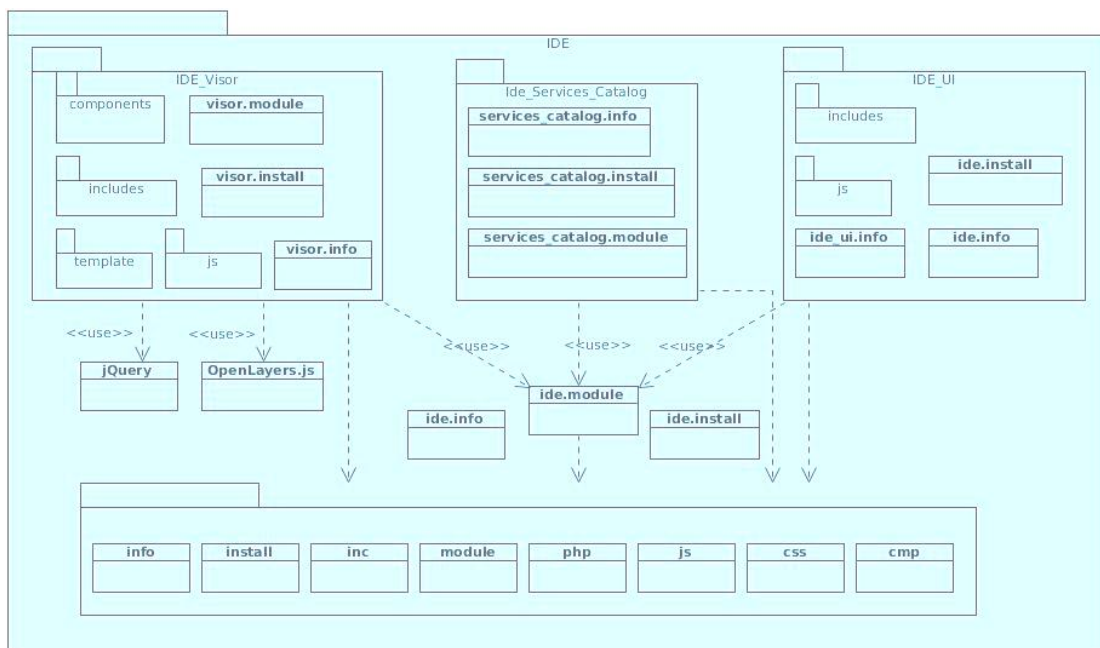 IDE
IDE_Visor
components
visor.module
includes
visor.install
template
js
visor.info
Ide_Services_Catalog
services_catalog.info
services_catalog.install
services_catalog.module
IDE_UI
includes
js
ide.install
ide_ui.info
ide.info
<<use>>
<<use>>
<<use>>
<<use>>
<<use>>
jQuery
OpenLayers.js
ide.module
ide.info
ide.install
info
install
inc
module
php
js
css
cmp